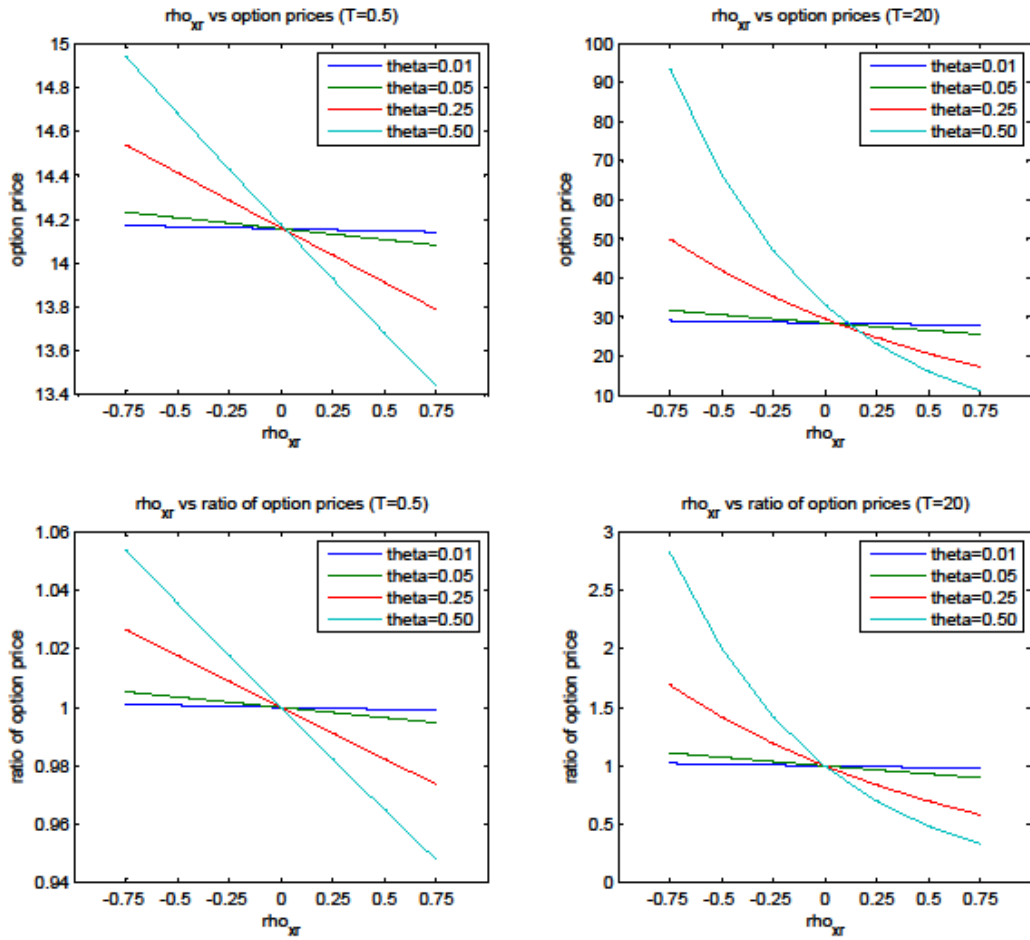 rho_xr vs option prices (T=0.5)
15
14.8
14.6
14.4
14.2
14
13.8
13.6
13.4
option price
theta=0.01
theta=0.05
theta=0.25
theta=0.50
-0.75 -0.5 -0.25 0 0.25 0.5 0.75
rho_xr
rho_xr vs option prices (T=20)
100
90
80
70
60
50
40
30
20
10
option price
theta=0.01
theta=0.05
theta=0.25
theta=0.50
-0.75 -0.5 -0.25 0 0.25 0.5 0.75
rho_xr
rho_xr vs ratio of option prices (T=0.5)
1.06
1.04
1.02
1
0.98
0.96
0.94
ratio of option price
theta=0.01
theta=0.05
theta=0.25
theta=0.50
-0.75 -0.5 -0.25 0 0.25 0.5 0.75
rho_xr
rho_xr vs ratio of option prices (T=20)
3
2.5
2
1.5
1
0.5
0
ratio of option price
theta=0.01
theta=0.05
theta=0.25
theta=0.50
-0.75 -0.5 -0.25 0 0.25 0.5 0.75
rho_xr